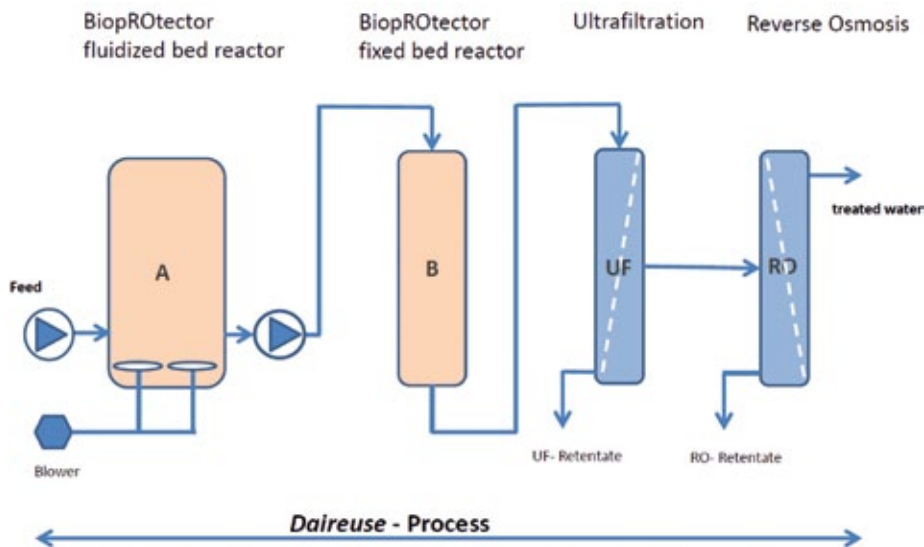 BiopROtector
fluidized bed reactor
BiopROtector
fixed bed reactor
Ultrafiltration
Reverse Osmosis
treated water
A
B
UF
RO
Feed
Blower
UF- Retentate
RO- Retentate
Daireuse - Process